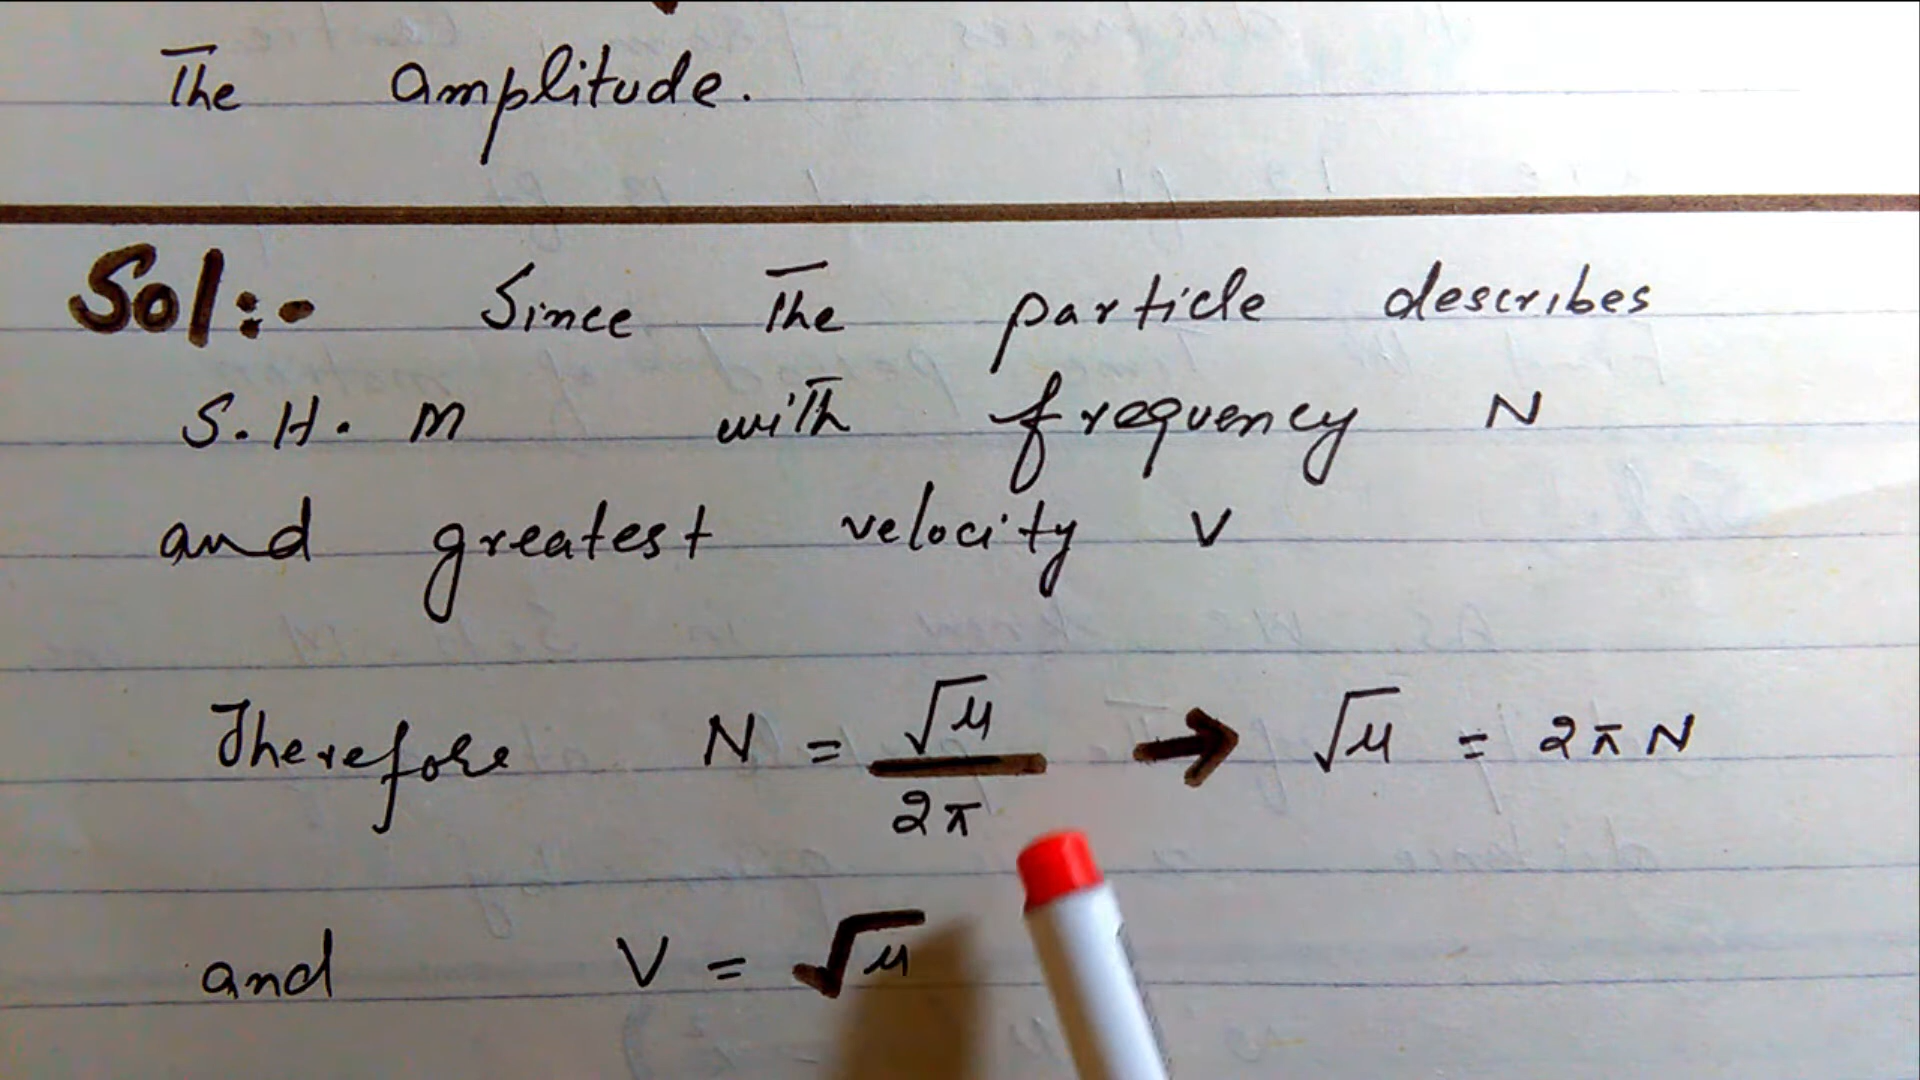 The amplitude.
Sol:- Since The particle describes
S.H.M with frequency N
and greatest velocity V
Therefore N = √μ / 2π → √μ = 2πN
and V = √μ